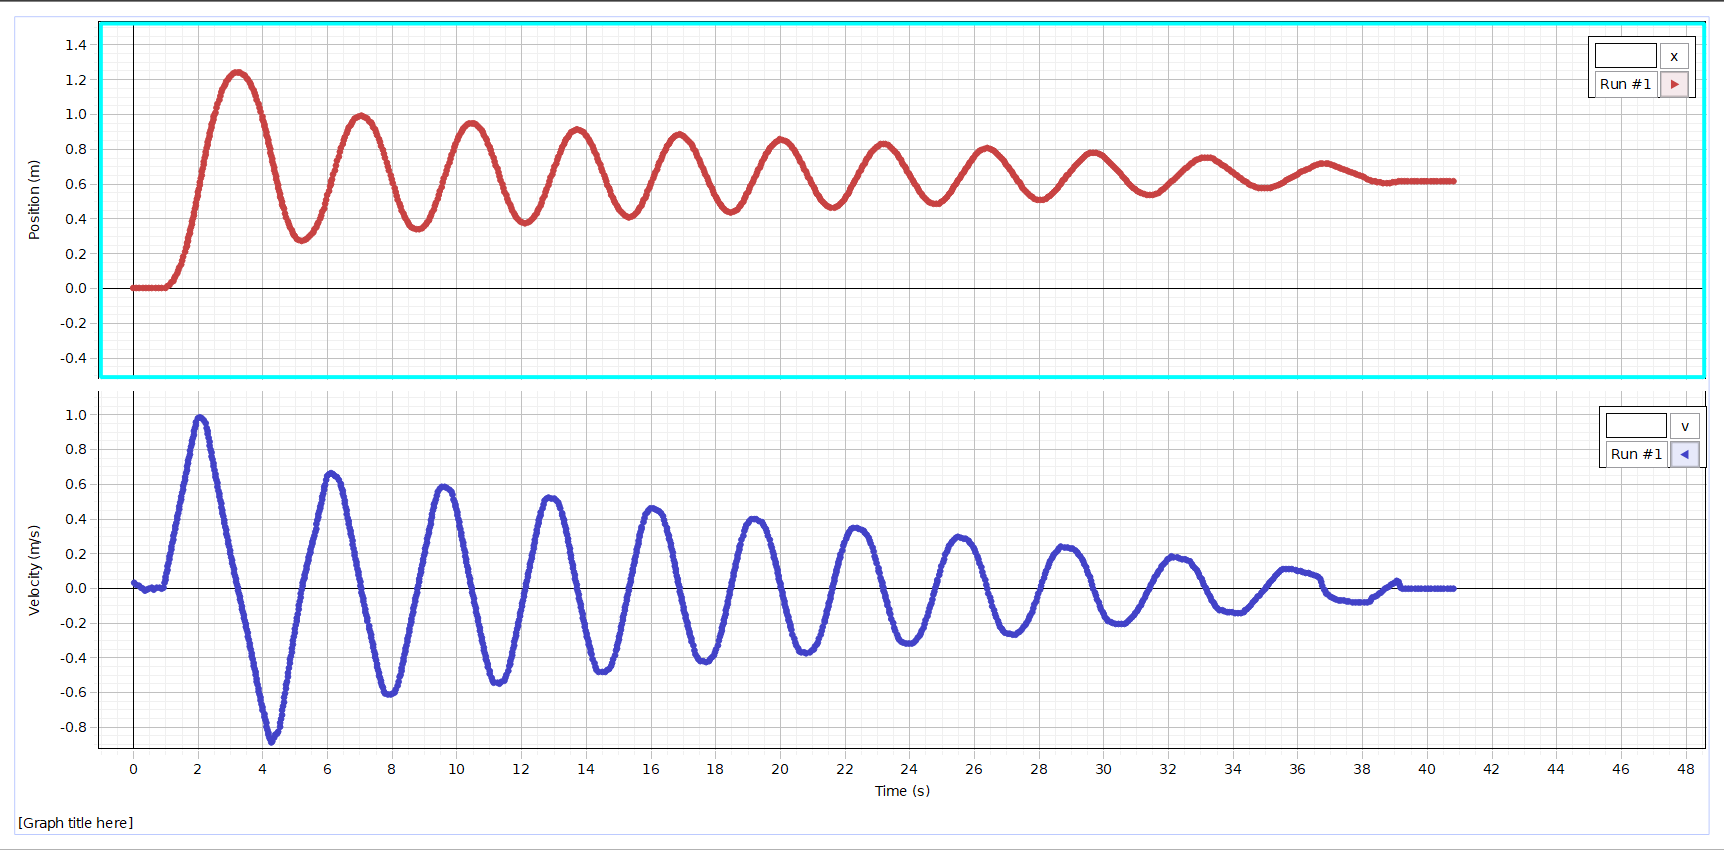 1.4
1.2
1.0
0.8
0.6
0.4
0.2
0.0
-0.2
-0.4
Position (m)
x
Run #1
1.0
0.8
0.6
0.4
0.2
0.0
-0.2
-0.4
-0.6
-0.8
Velocity (m/s)
v
Run #1
0 2 4 6 8 10 12 14 16 18 20 22 24 26 28 30 32 34 36 38 40 42 44 46 48
Time (s)
[Graph title here]